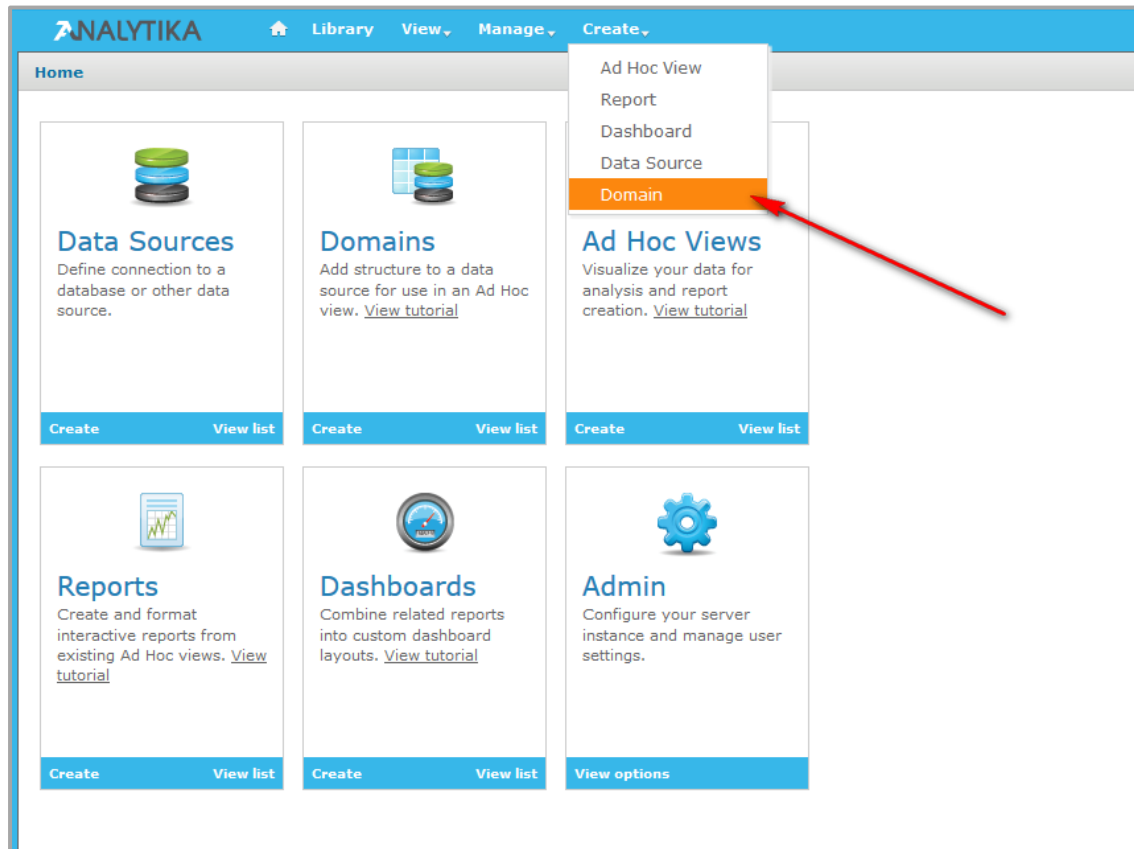 ANALYTIKA
Library View Manage Create
Home
Ad Hoc View
Report
Dashboard
Data Source
Domain
Data Sources
Define connection to a
database or other data
source.
Create View list
Domains
Add structure to a data
source for use in an Ad Hoc
view. View tutorial
Create View list
Ad Hoc Views
Visualize your data for
analysis and report
creation. View tutorial
Create View list
Reports
Create and format
interactive reports from
existing Ad Hoc views. View
tutorial
Create View list
Dashboards
Combine related reports
into custom dashboard
layouts. View tutorial
Create View list
Admin
Configure your server
instance and manage user
settings.
View options